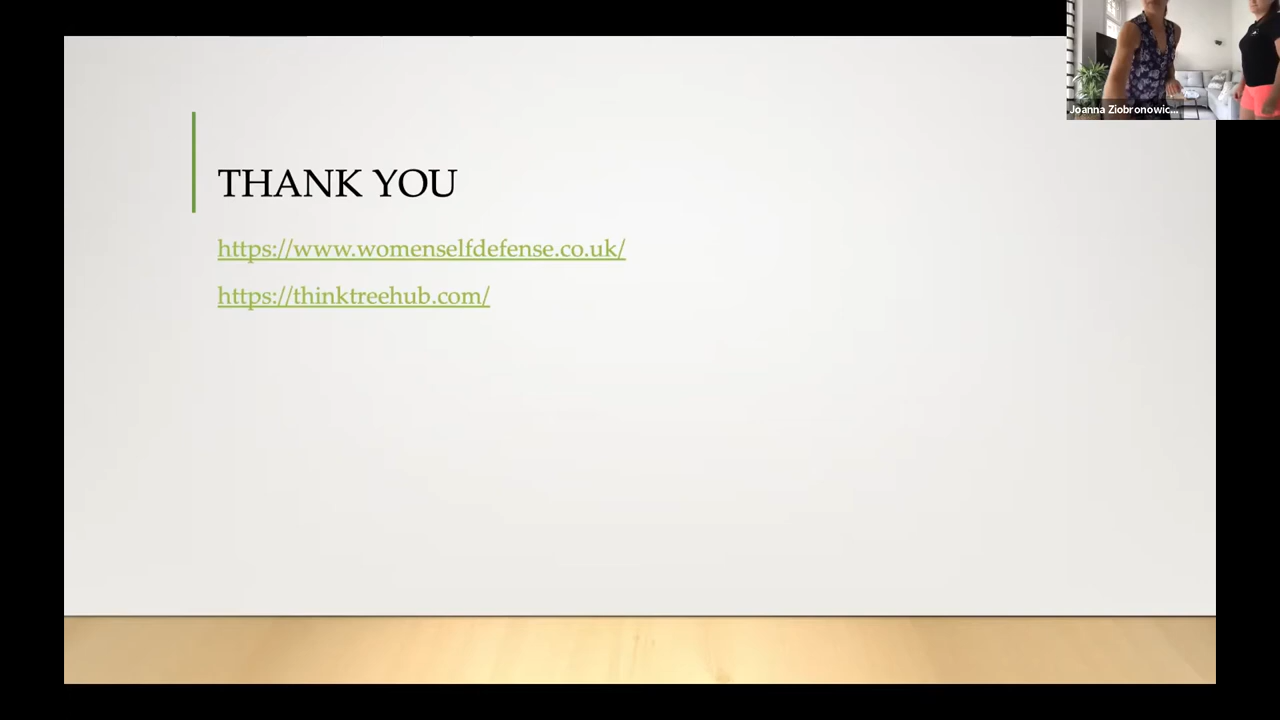 THANK YOU
https://www.womenselfdefense.co.uk/
https://thinktreehub.com/
Joanna Ziobronowic...